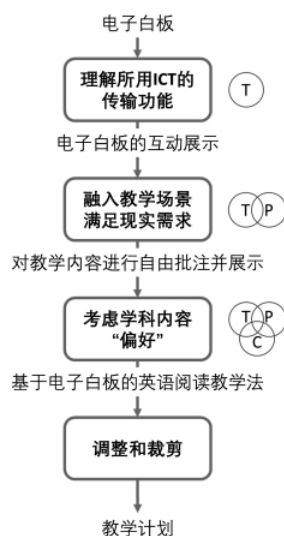 电子白板
理解所用ICT的
传输功能
T
电子白板的互动展示
融入教学场景
满足现实需求
T P
对教学内容进行自由批注并展示
考虑学科内容
“偏好”
T P
C
基于电子白板的英语阅读教学法
调整和裁剪
教学计划